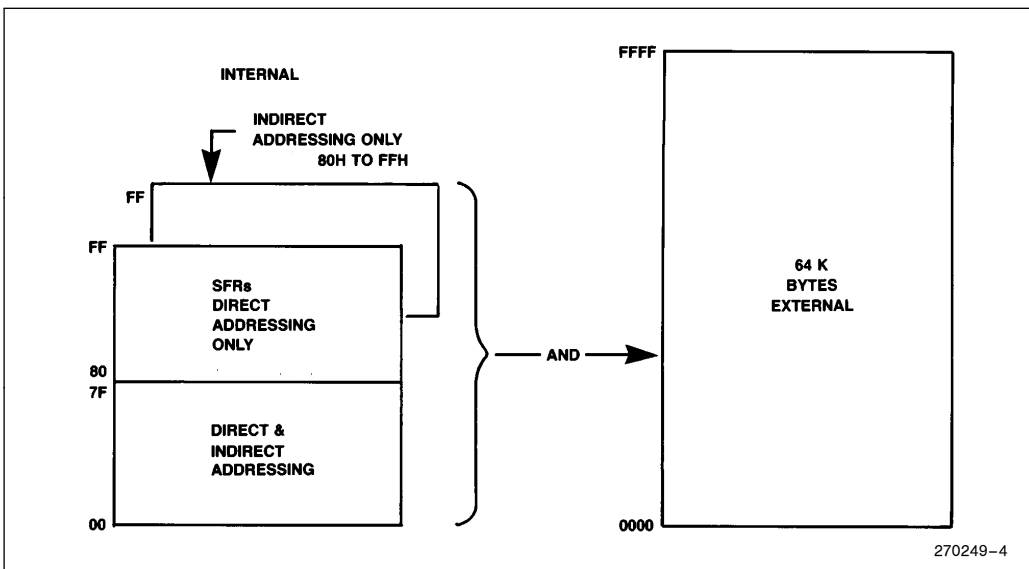 INTERNAL
INDIRECT
ADDRESSING ONLY
80H TO FFH
FF
FF
SFRs
DIRECT
ADDRESSING
ONLY
80
7F
DIRECT &
INDIRECT
ADDRESSING
00
AND
FFFF
64 K
BYTES
EXTERNAL
0000
270249-4